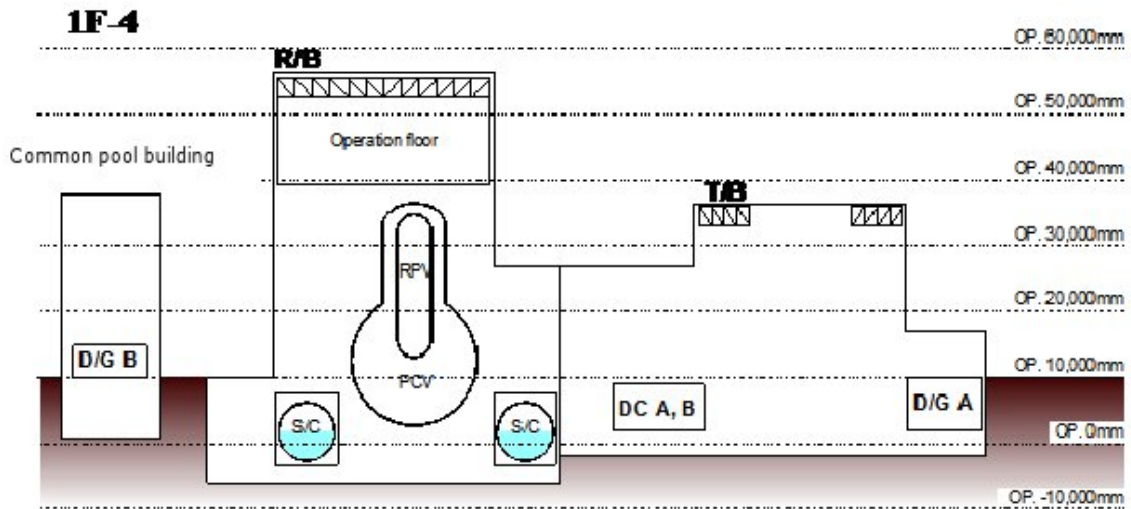 1F-4
OP. 60,000mm
R/B
OP. 50,000mm
Operation floor
Common pool building
OP. 40,000mm
T/B
OP. 30,000mm
RPV
OP. 20,000mm
D/G B
OP. 10,000mm
PCV
DC A, B
D/G A
S/C
S/C
OP. 0mm
OP. -10,000mm